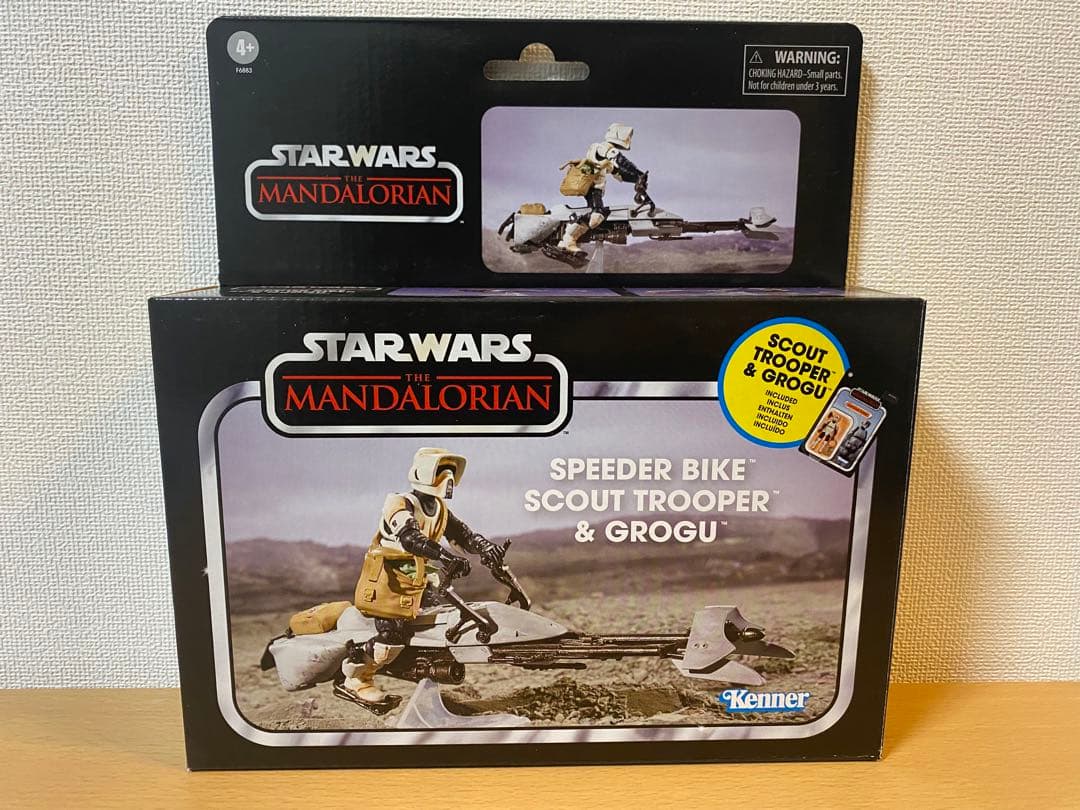 4+
F6883
WARNING:
CHOKING HAZARD–Small parts.
Not for children under 3 years.
STAR WARS
THE
MANDALORIAN
STAR WARS
THE
MANDALORIAN
SCOUT
TROOPER™
& GROGU™
INCLUDED
INCLUS
ENTHALTEN
INCLUIDO
INCLUÍDO
SPEEDER BIKE™
SCOUT TROOPER™
& GROGU™
Kenner